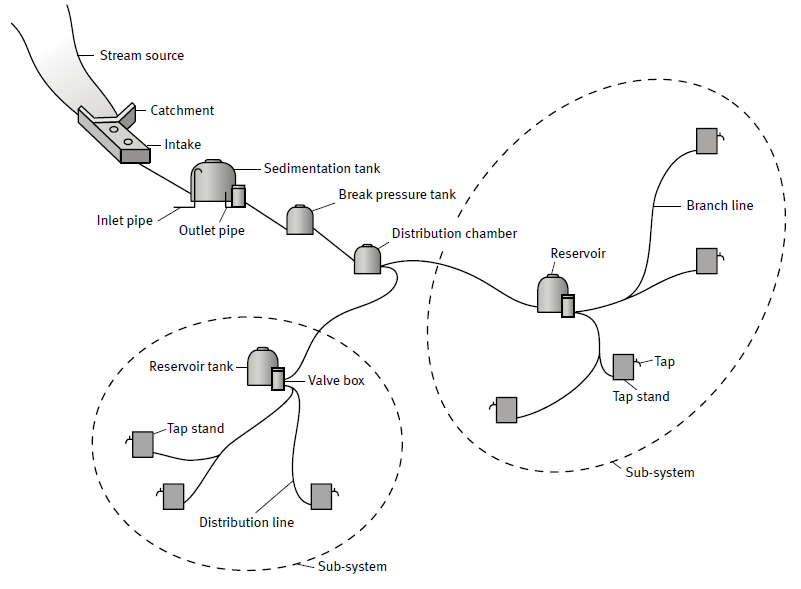 Stream source
Catchment
Intake
Sedimentation tank
Break pressure tank
Inlet pipe
Outlet pipe
Distribution chamber
Branch line
Reservoir
Reservoir tank
Valve box
Tap
Tap stand
Tap stand
Sub-system
Distribution line
Sub-system